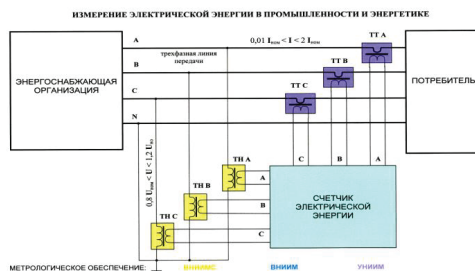 ИЗМЕРЕНИЕ ЭЛЕКТРИЧЕСКОЙ ЭНЕРГИИ В ПРОМЫШЛЕННОСТИ И ЭНЕРГЕТИКЕ
ТТ А
A
0,01 Iном < I < 2 Iном
трехфазная линия
передачи
ТТ В
B
ЭНЕРГОСНАБЖАЮЩАЯ
ОРГАНИЗАЦИЯ
ПОТРЕБИТЕЛЬ
ТТ С
C
N
0,8 Uном < U < 1,2 Uном
ТН А
C
B
A
A
ТН В
B
СЧЕТЧИК
ЭЛЕКТРИЧЕСКОЙ
ЭНЕРГИИ
ТН С
C
МЕТРОЛОГИЧЕСКОЕ ОБЕСПЕЧЕНИЕ:
ВНИИМС
ВНИИМ
УНИИМ